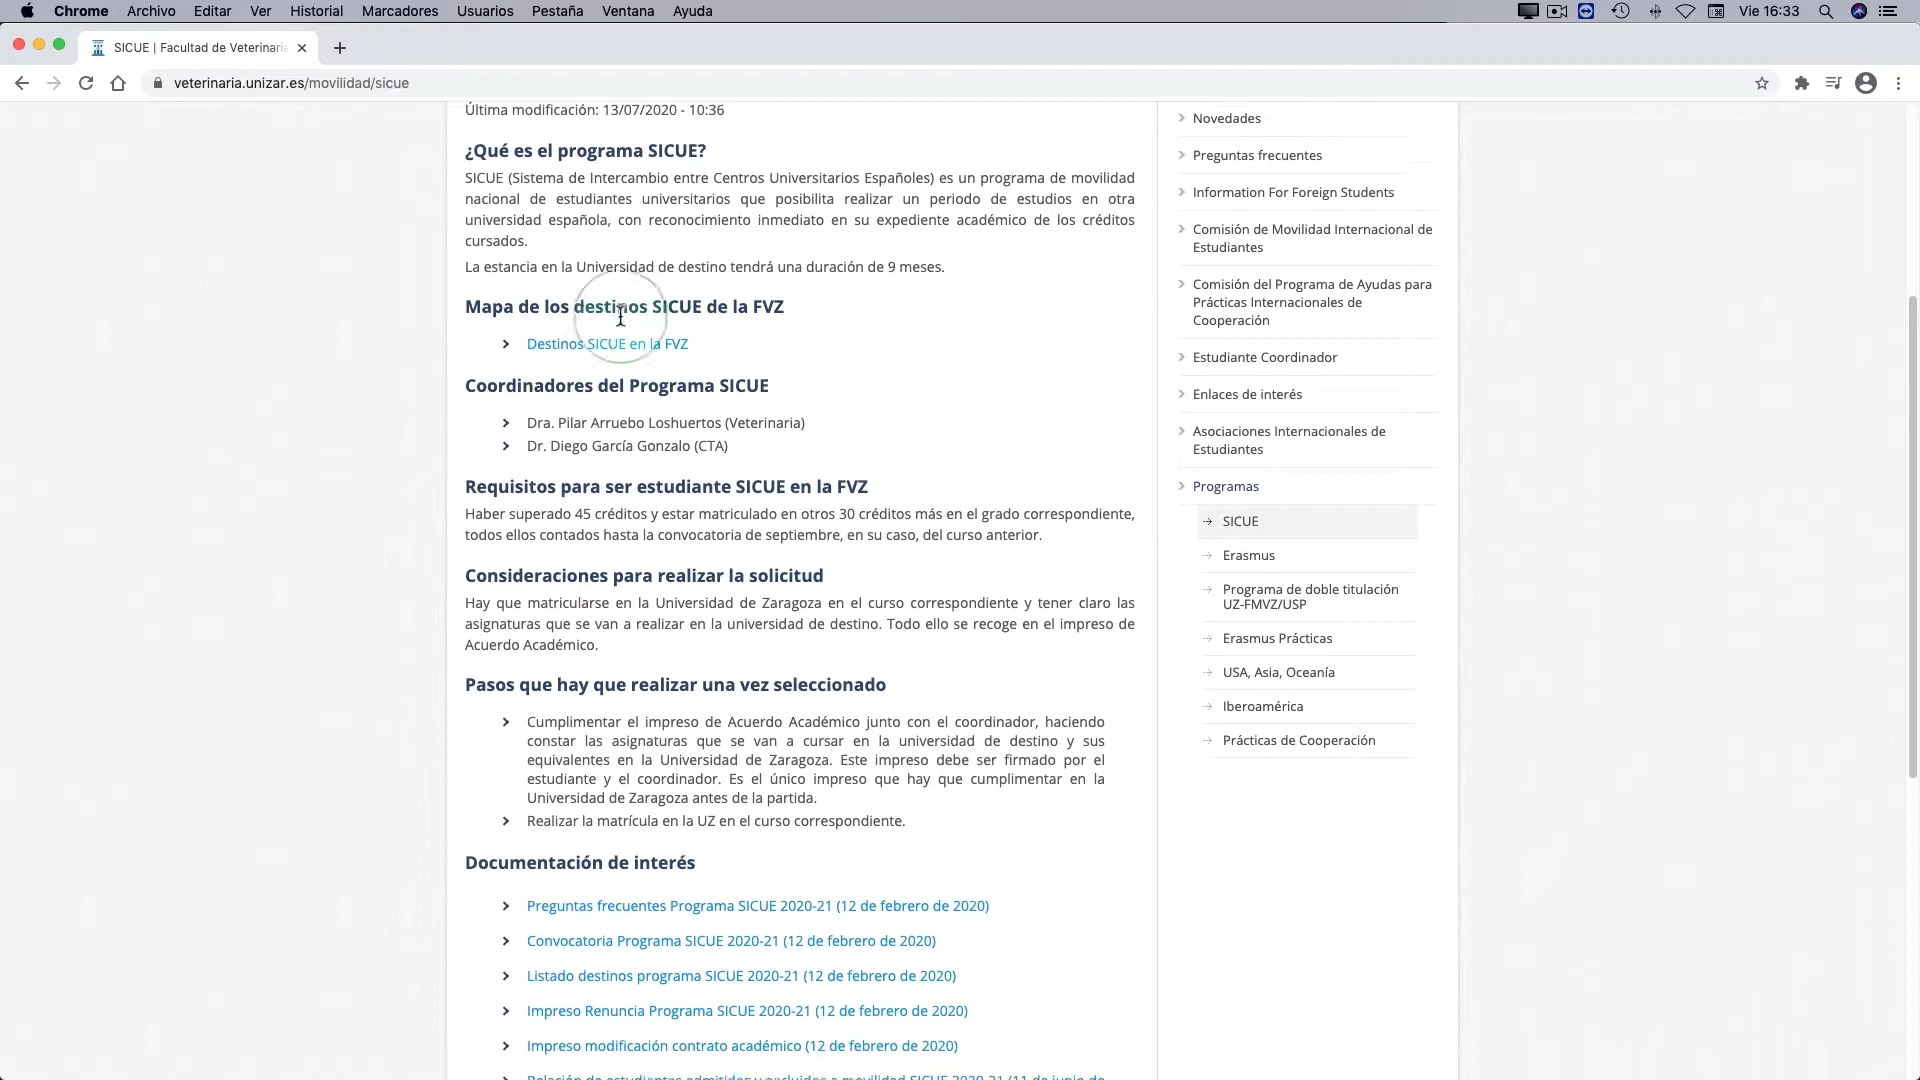 Chrome Archivo Editar Ver Historial Marcadores Usuarios Pestaña Ventana Ayuda Vie 16:33
SICUE | Facultad de Veterinaria
veterinaria.unizar.es/movilidad/sicue
Última modificación: 13/07/2020 - 10:36
¿Qué es el programa SICUE?
SICUE (Sistema de Intercambio entre Centros Universitarios Españoles) es un programa de movilidad
nacional de estudiantes universitarios que posibilita realizar un periodo de estudios en otra
universidad española, con reconocimiento inmediato en su expediente académico de los créditos
cursados.
La estancia en la Universidad de destino tendrá una duración de 9 meses.
Mapa de los destinos SICUE de la FVZ
Destinos SICUE en la FVZ
Coordinadores del Programa SICUE
Dra. Pilar Arruebo Loshuertos (Veterinaria)
Dr. Diego García Gonzalo (CTA)
Requisitos para ser estudiante SICUE en la FVZ
Haber superado 45 créditos y estar matriculado en otros 30 créditos más en el grado correspondiente,
todos ellos contados hasta la convocatoria de septiembre, en su caso, del curso anterior.
Consideraciones para realizar la solicitud
Hay que matricularse en la Universidad de Zaragoza en el curso correspondiente y tener claro las
asignaturas que se van a realizar en la universidad de destino. Todo ello se recoge en el impreso de
Acuerdo Académico.
Pasos que hay que realizar una vez seleccionado
Cumplimentar el impreso de Acuerdo Académico junto con el coordinador, haciendo
constar las asignaturas que se van a cursar en la universidad de destino y sus
equivalentes en la Universidad de Zaragoza. Este impreso debe ser firmado por el
estudiante y el coordinador. Es el único impreso que hay que cumplimentar en la
Universidad de Zaragoza antes de la partida.
Realizar la matrícula en la UZ en el curso correspondiente.
Documentación de interés
Preguntas frecuentes Programa SICUE 2020-21 (12 de febrero de 2020)
Convocatoria Programa SICUE 2020-21 (12 de febrero de 2020)
Listado destinos programa SICUE 2020-21 (12 de febrero de 2020)
Impreso Renuncia Programa SICUE 2020-21 (12 de febrero de 2020)
Impreso modificación contrato académico (12 de febrero de 2020)
Relación de estudiantes admitidos y excluidos a movilidad SICUE 2020-21 (11 de junio de
Novedades
Preguntas frecuentes
Information For Foreign Students
Comisión de Movilidad Internacional de
Estudiantes
Comisión del Programa de Ayudas para
Prácticas Internacionales de
Cooperación
Estudiante Coordinador
Enlaces de interés
Asociaciones Internacionales de
Estudiantes
Programas
SICUE
Erasmus
Programa de doble titulación
UZ-FMVZ/USP
Erasmus Prácticas
USA, Asia, Oceanía
Iberoamérica
Prácticas de Cooperación